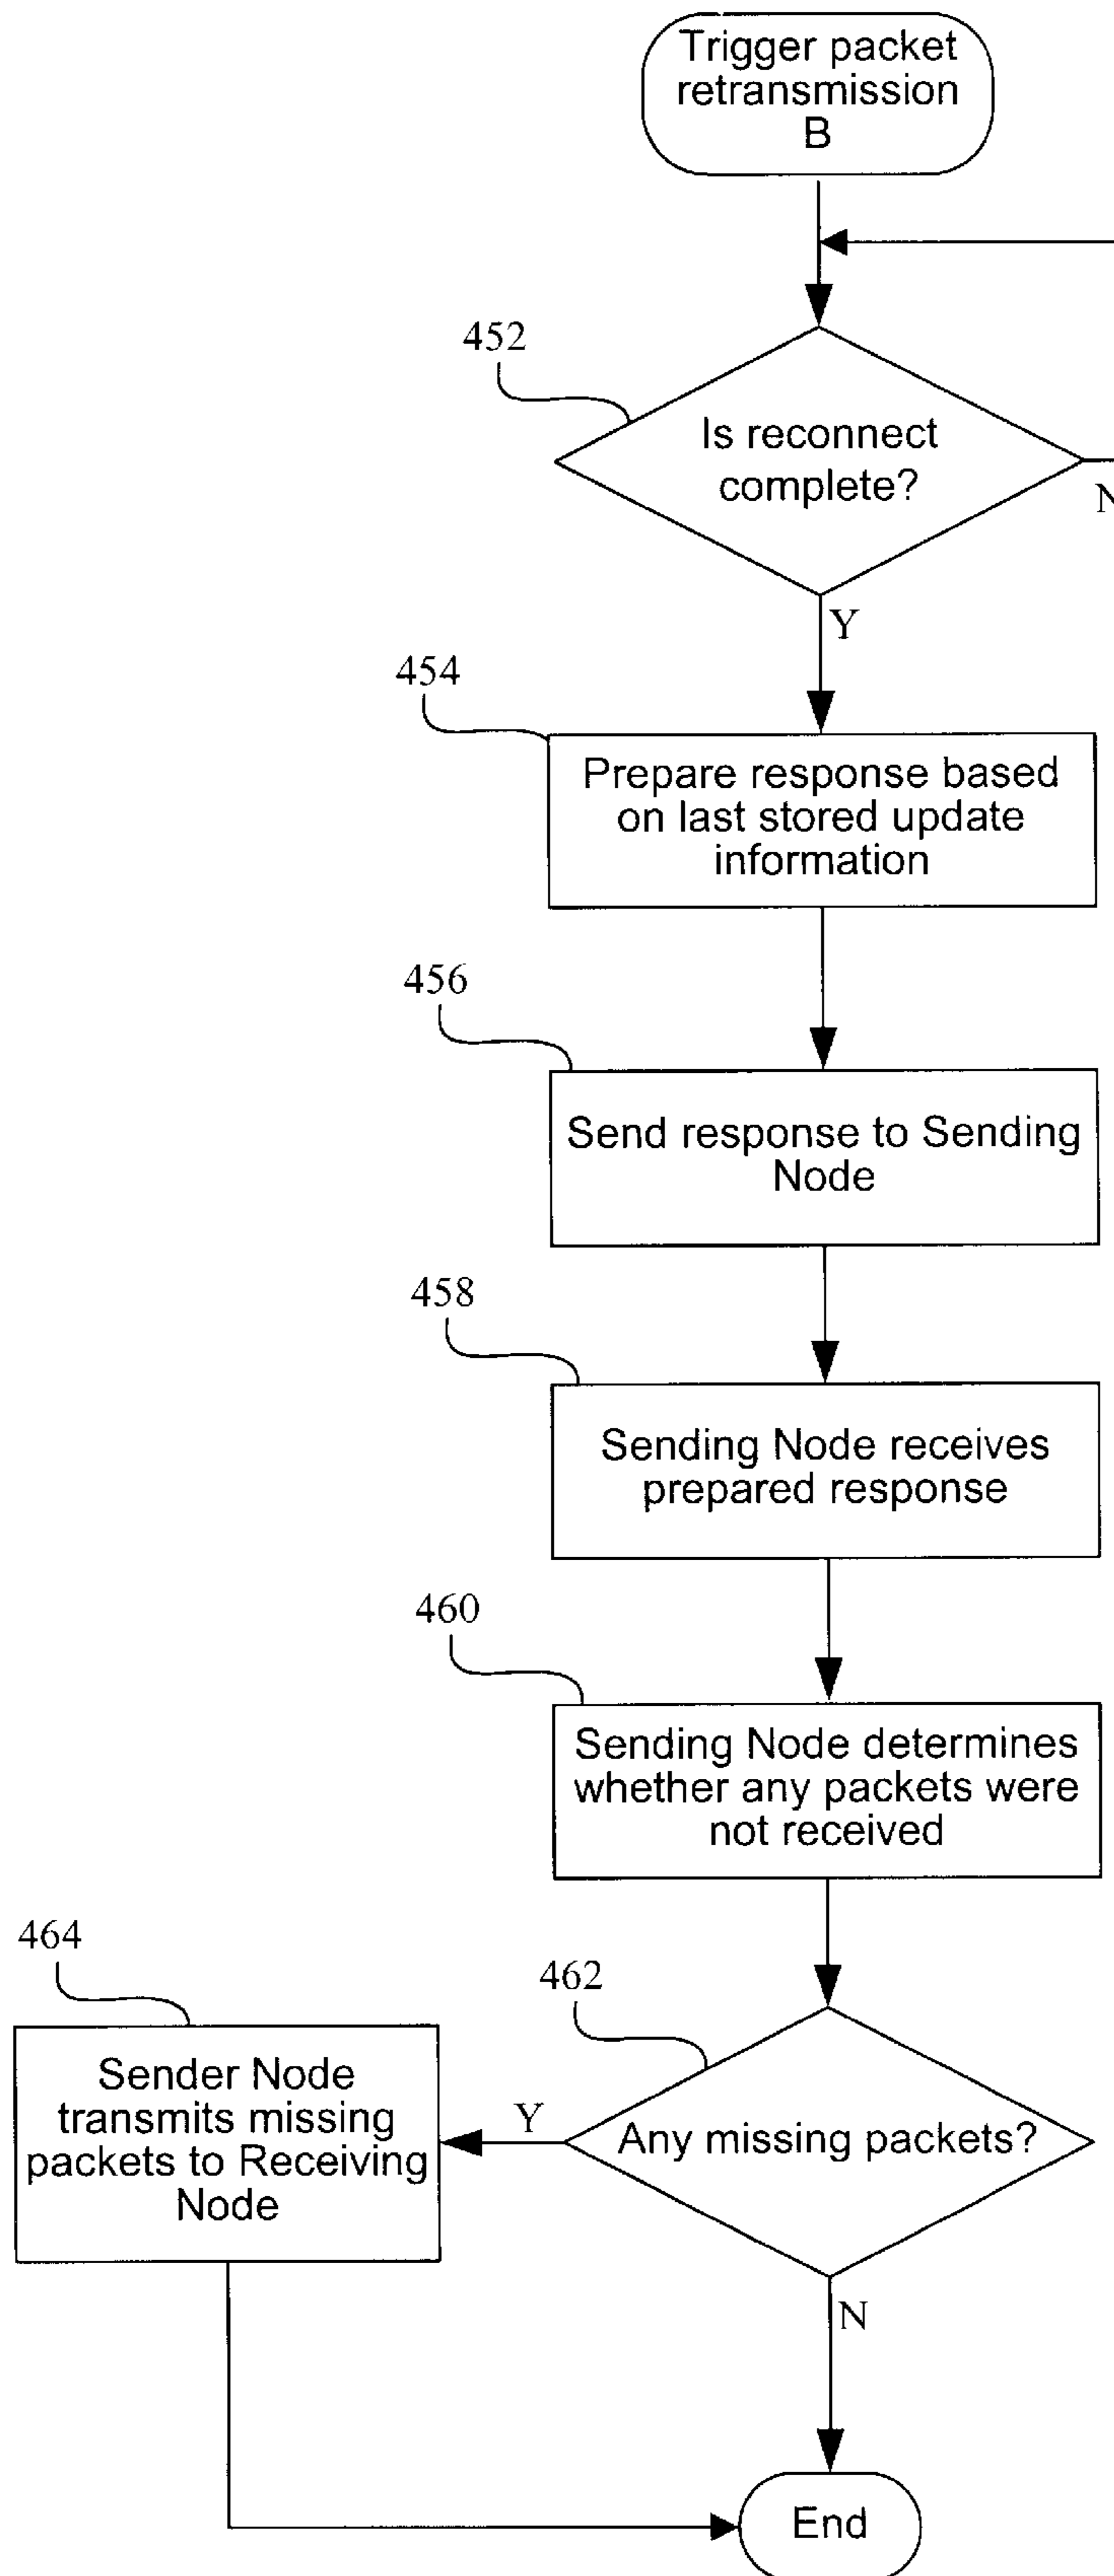 Trigger packet
retransmission
B
452
Is reconnect
complete?
N
Y
454
Prepare response based
on last stored update
information
456
Send response to Sending
Node
458
Sending Node receives
prepared response
460
Sending Node determines
whether any packets were
not received
464
462
Sender Node
transmits missing
packets to Receiving
Node
Y
Any missing packets?
N
End